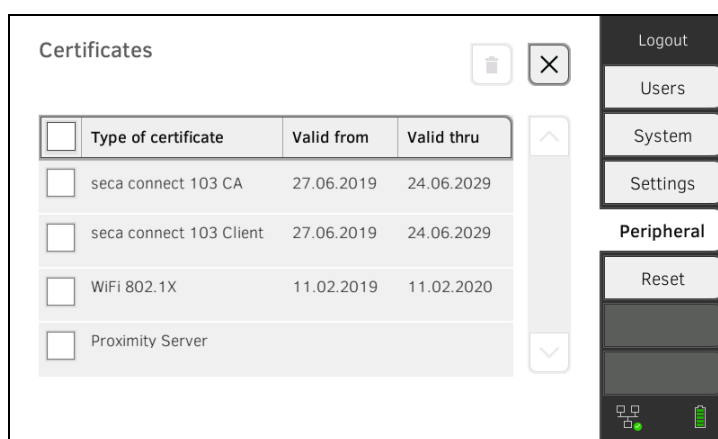 Certificates
Type of certificate Valid from Valid thru
seca connect 103 CA 27.06.2019 24.06.2029
seca connect 103 Client 27.06.2019 24.06.2029
WiFi 802.1X 11.02.2019 11.02.2020
Proximity Server
Logout
Users
System
Settings
Peripheral
Reset